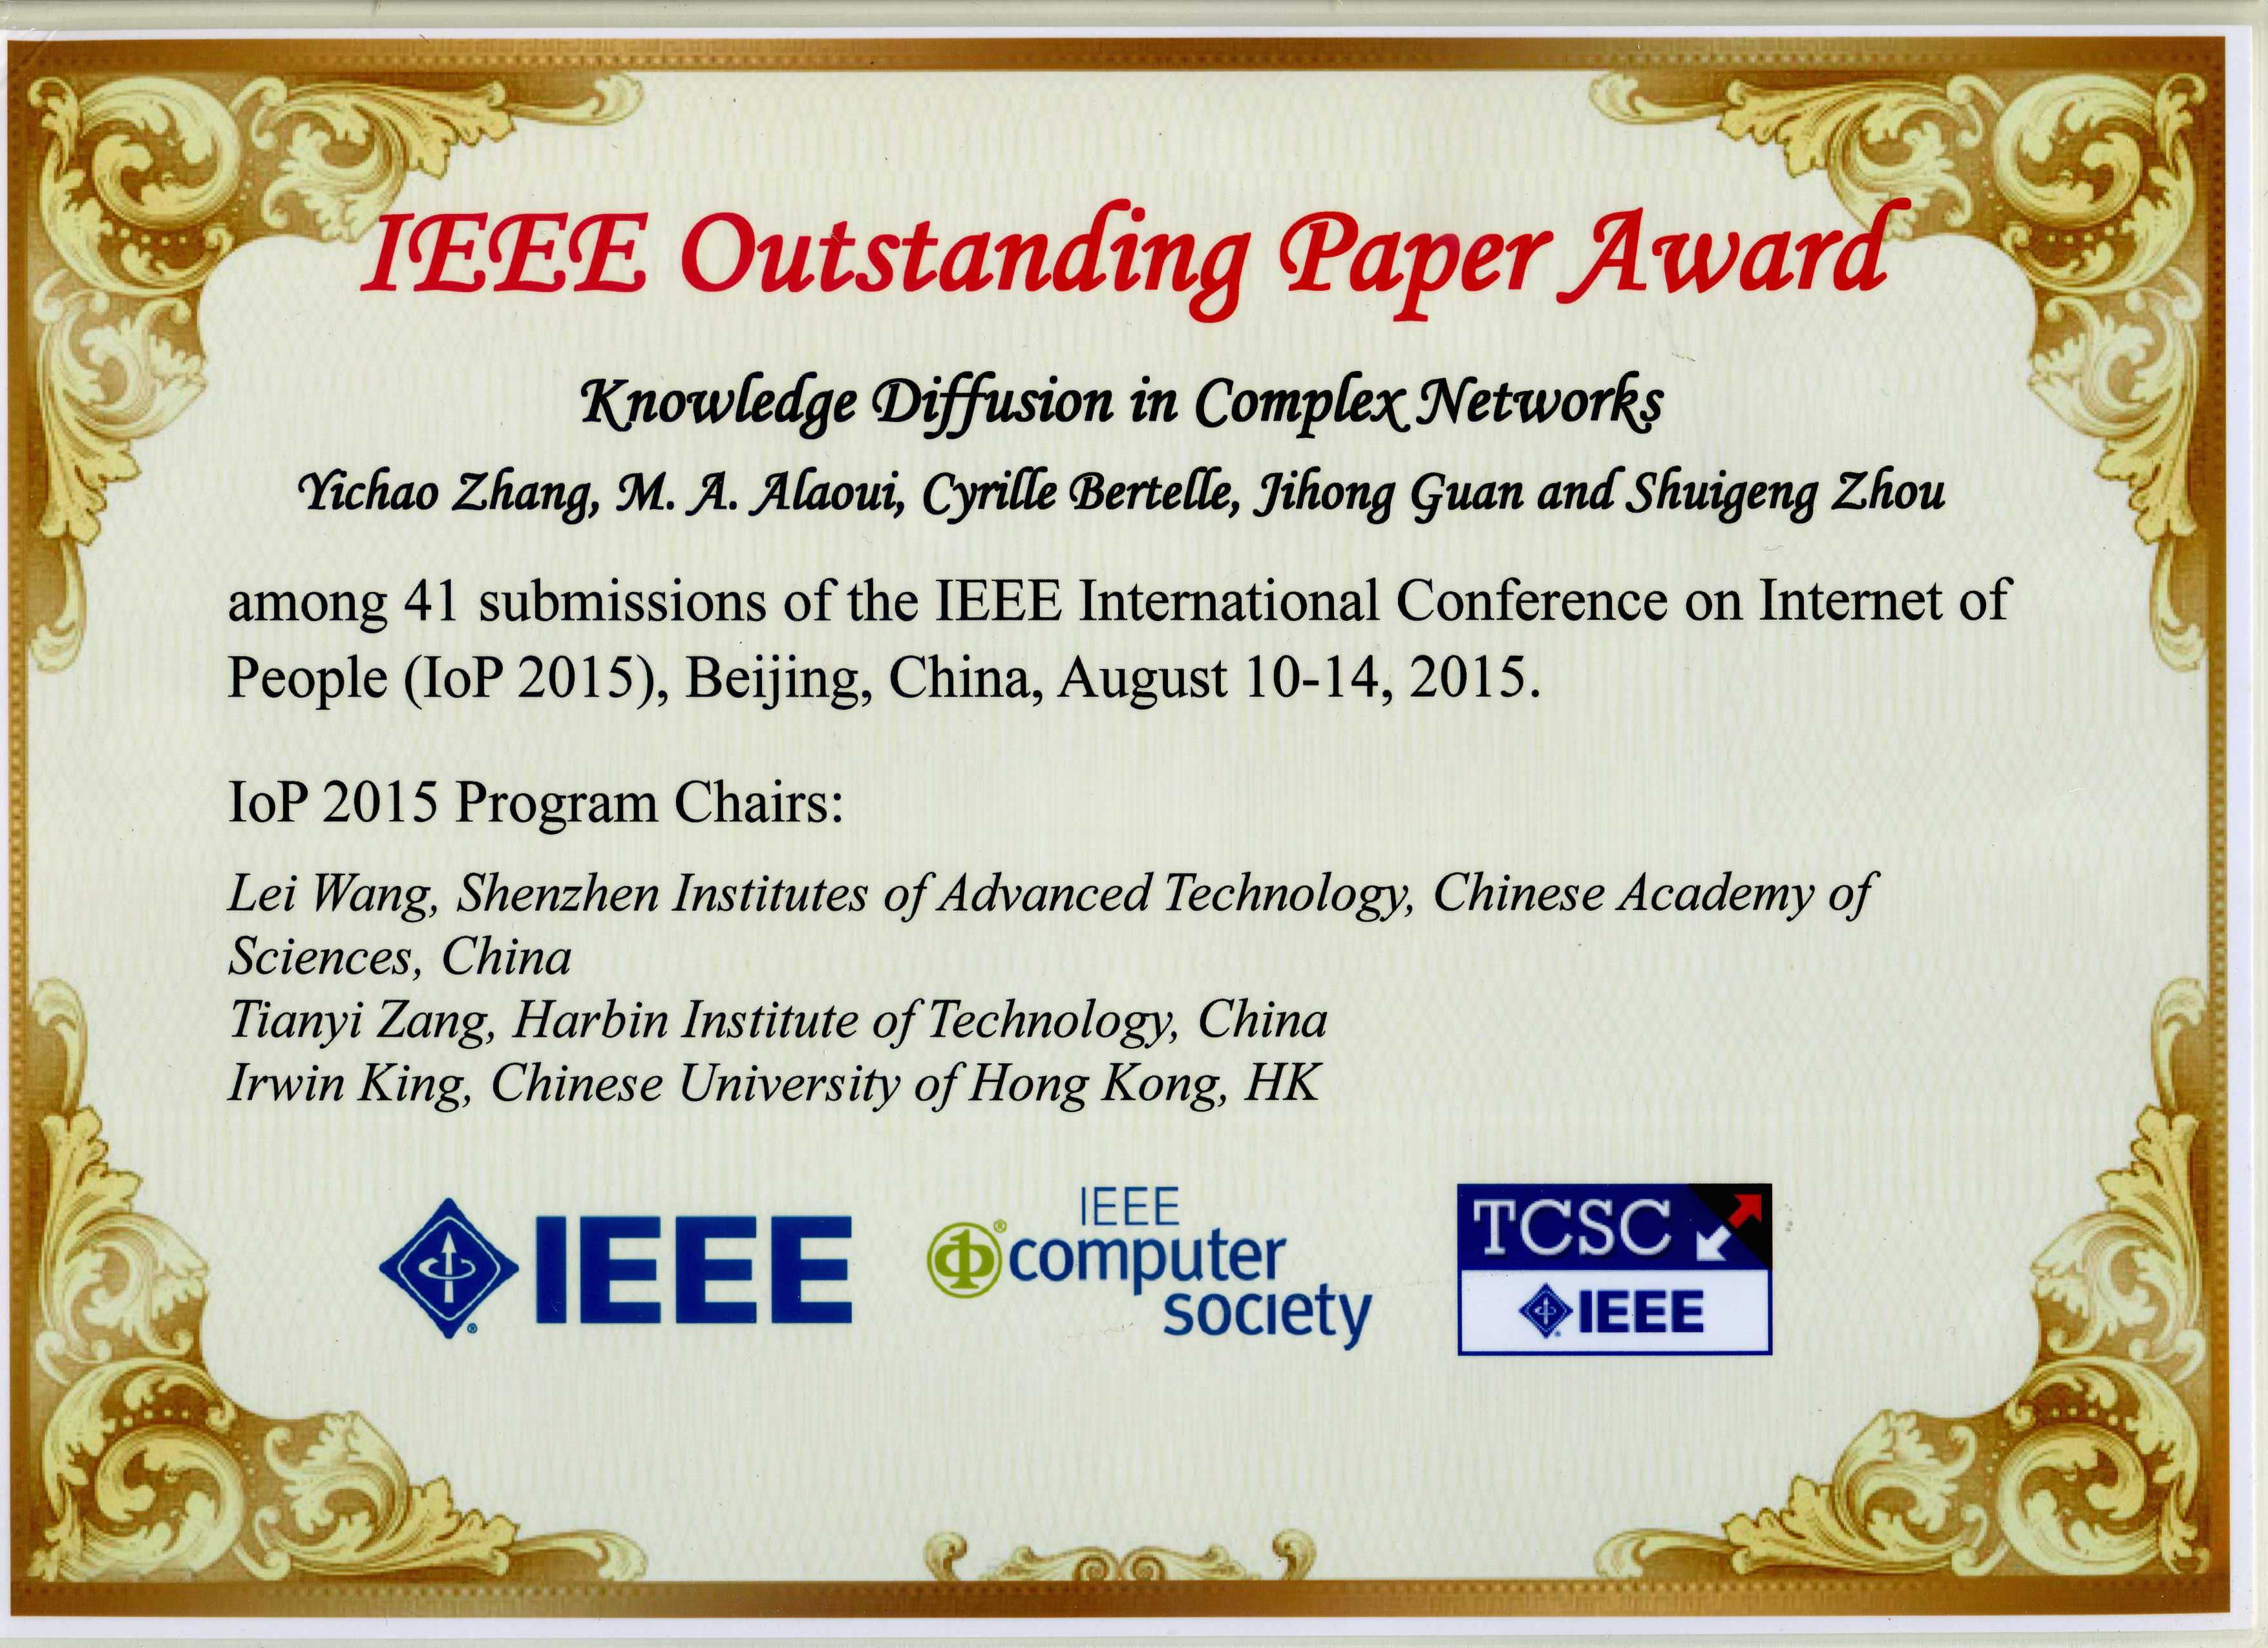 IEEE Outstanding Paper Award
Knowledge Diffusion in Complex Networks
Yichao Zhang, M. A. Alaoui, Cyrille Bertelle, Jihong Guan and Shuigeng Zhou
among 41 submissions of the IEEE International Conference on Internet of
People (IoP 2015), Beijing, China, August 10-14, 2015.
IoP 2015 Program Chairs:
Lei Wang, Shenzhen Institutes of Advanced Technology, Chinese Academy of
Sciences, China
Tianyi Zang, Harbin Institute of Technology, China
Irwin King, Chinese University of Hong Kong, HK
IEEE
IEEE
computer
society
TCSC
IEEE